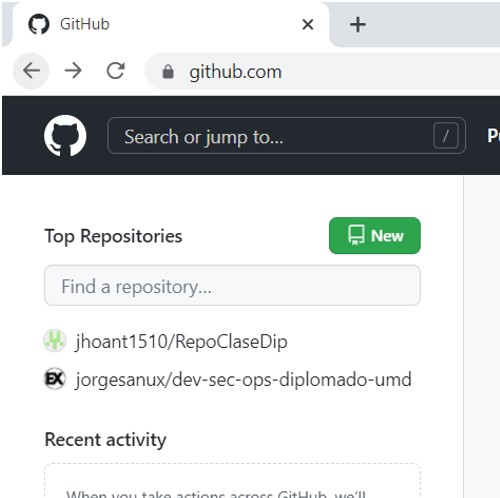 GitHub
github.com
Search or jump to... /
Top Repositories New
Find a repository...
jhoant1510/RepoClaseDip
EX jorgesanux/dev-sec-ops-diplomado-umd
Recent activity
When you take actions across GitHub, we'll